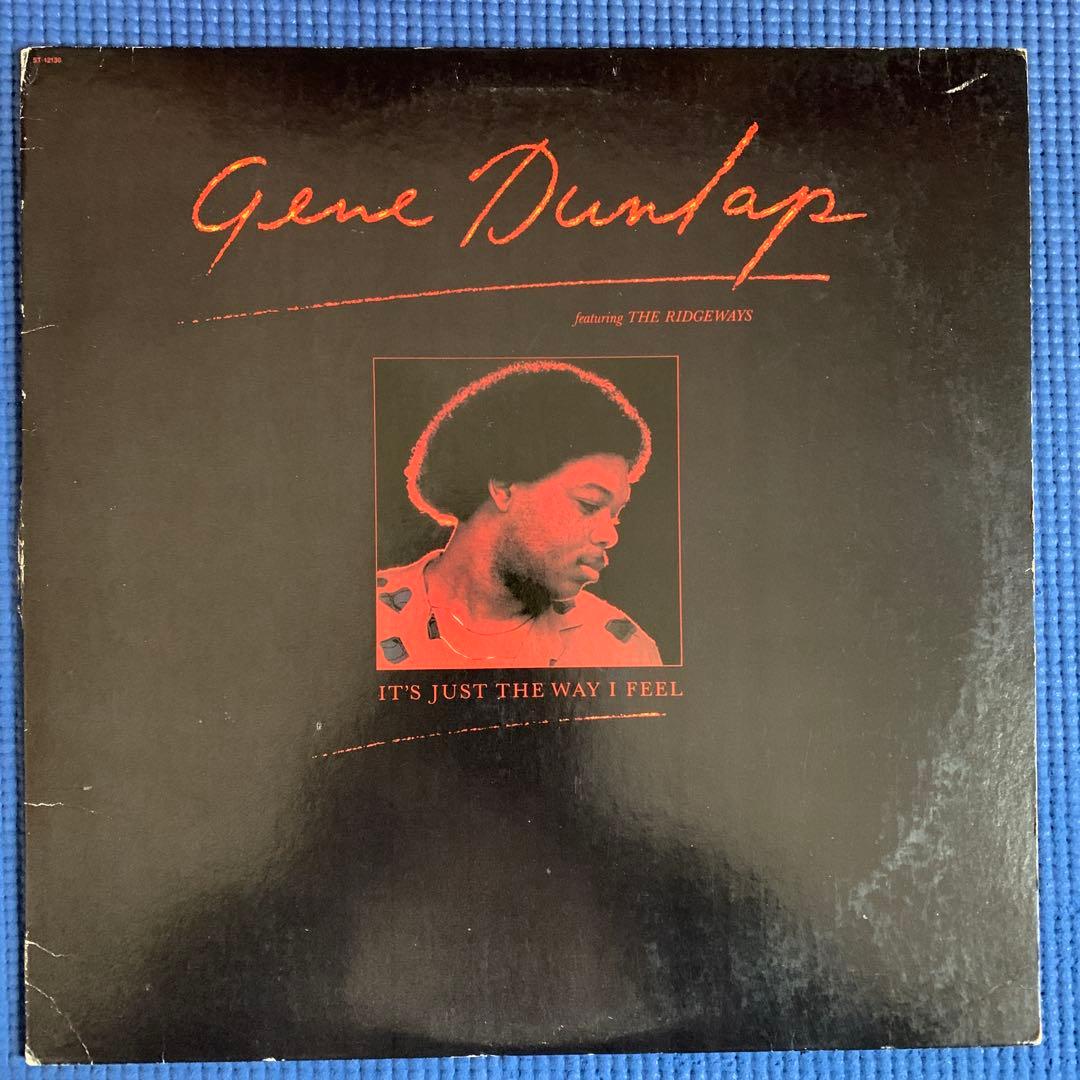 ST-12130
Gene Dunlap
featuring THE RIDGEWAYS
IT'S JUST THE WAY I FEEL